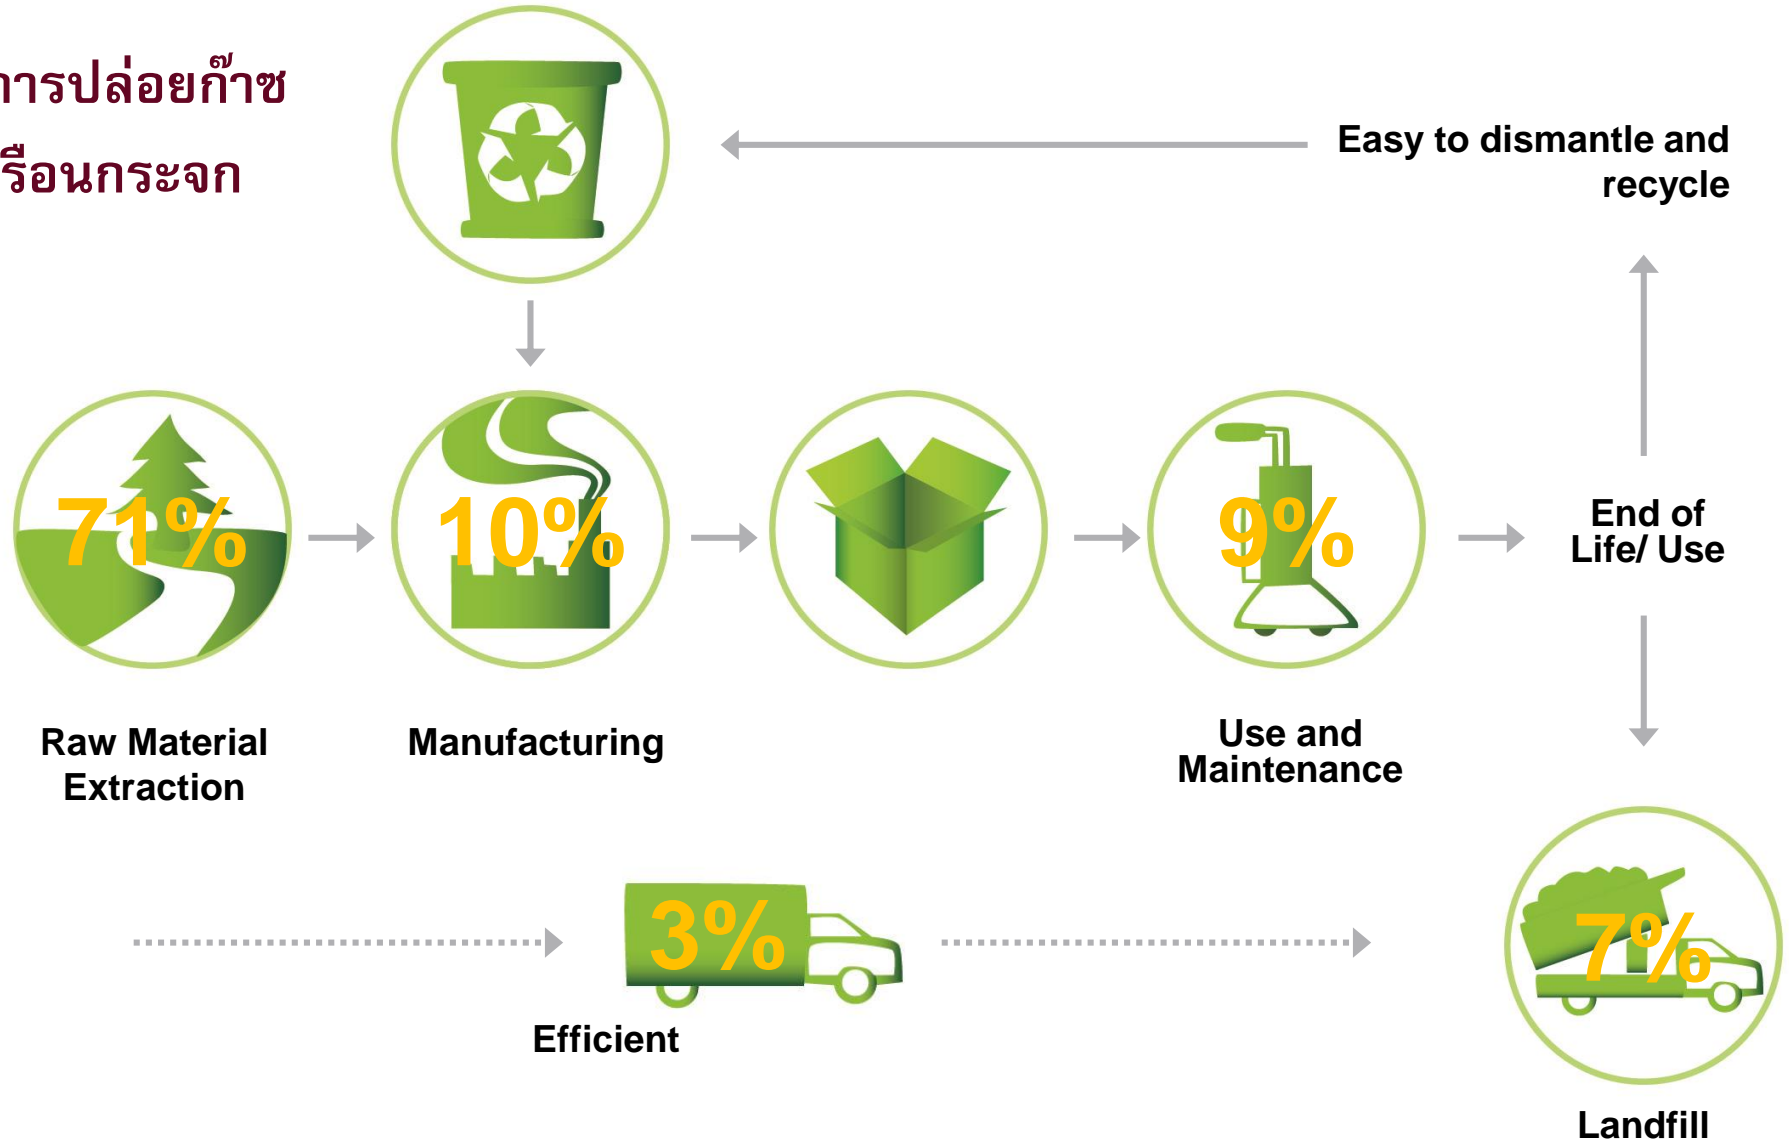 การปล่อยก๊าซ
รือนกระจก
Easy to dismantle and
recycle
71%
10%
9%
End of
Life/ Use
Raw Material
Extraction
Manufacturing
Use and
Maintenance
3%
7%
Efficient
Landfill